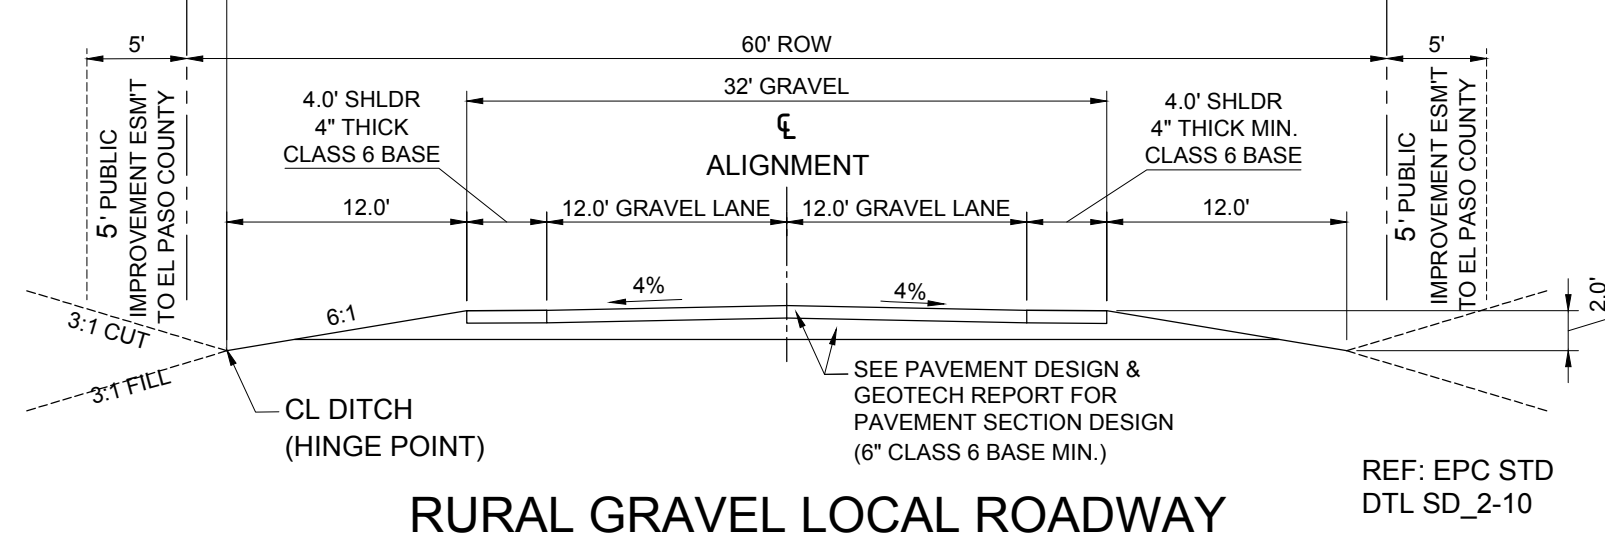 5'
60' ROW
5'
32' GRAVEL
4.0' SHLDR
4" THICK
CLASS 6 BASE
℄
ALIGNMENT
4.0' SHLDR
4" THICK MIN.
CLASS 6 BASE
5' PUBLIC
IMPROVEMENT ESM'T
TO EL PASO COUNTY
12.0'
12.0' GRAVEL LANE
12.0' GRAVEL LANE
12.0'
5' PUBLIC
IMPROVEMENT ESM'T
TO EL PASO COUNTY
4%
4%
6:1
2.0'
3:1 CUT
3:1 FILL
CL DITCH
(HINGE POINT)
SEE PAVEMENT DESIGN &
GEOTECH REPORT FOR
PAVEMENT SECTION DESIGN
(6" CLASS 6 BASE MIN.)
REF: EPC STD
DTL SD_2-10
RURAL GRAVEL LOCAL ROADWAY